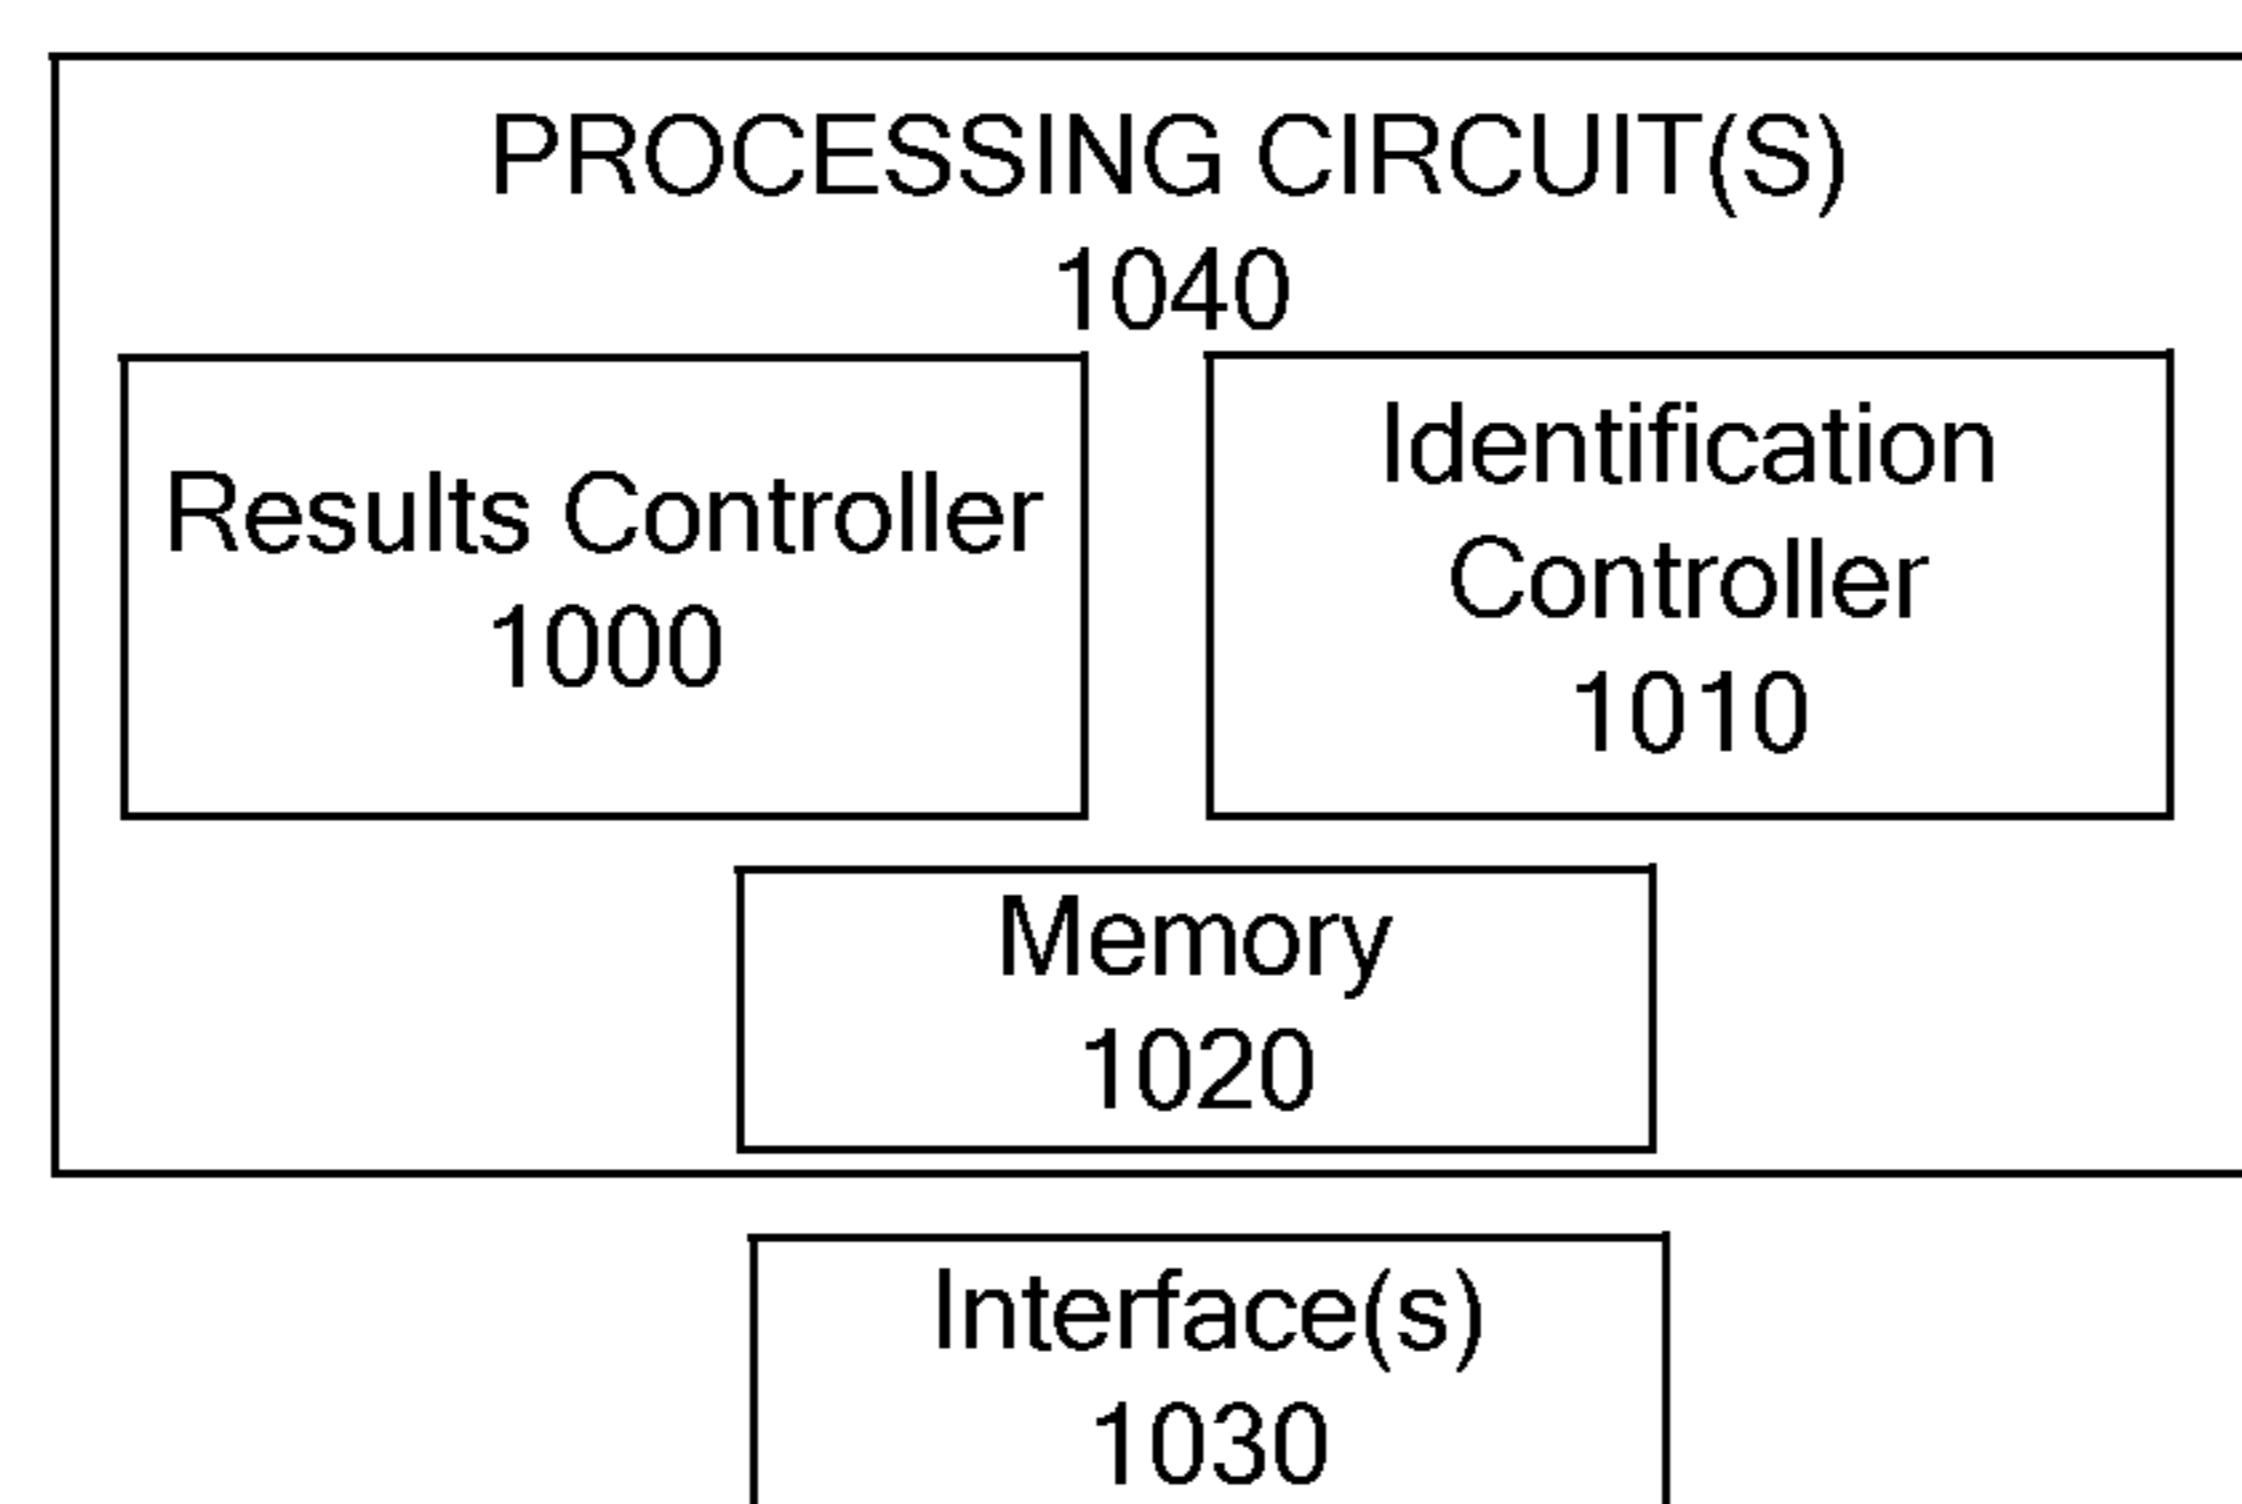 PROCESSING CIRCUIT(S)
1040
Results Controller
1000
Identification
Controller
1010
Memory
1020
Interface(s)
1030